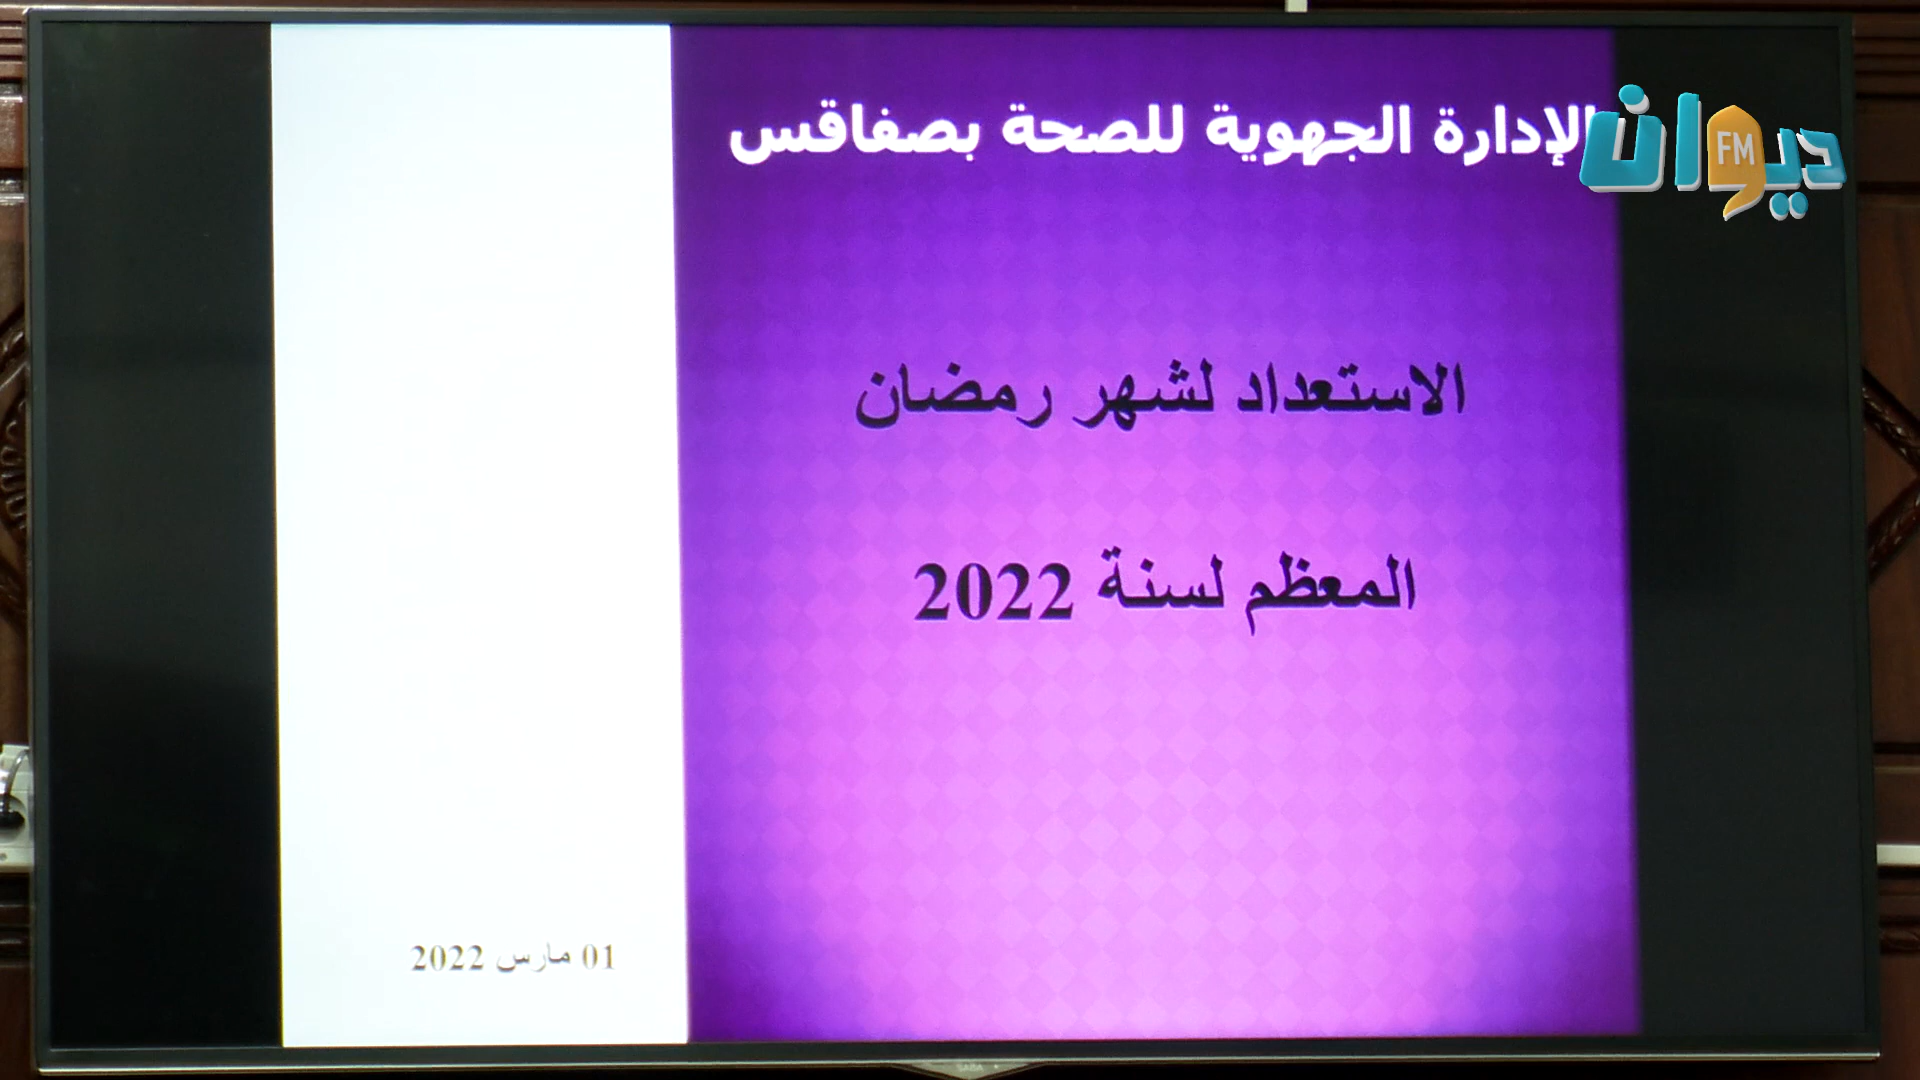 الإدارة الجهوية للصحة بصفاقس
ديوان FM
الاستعداد لشهر رمضان
المعظم لسنة 2022
01 مارس 2022